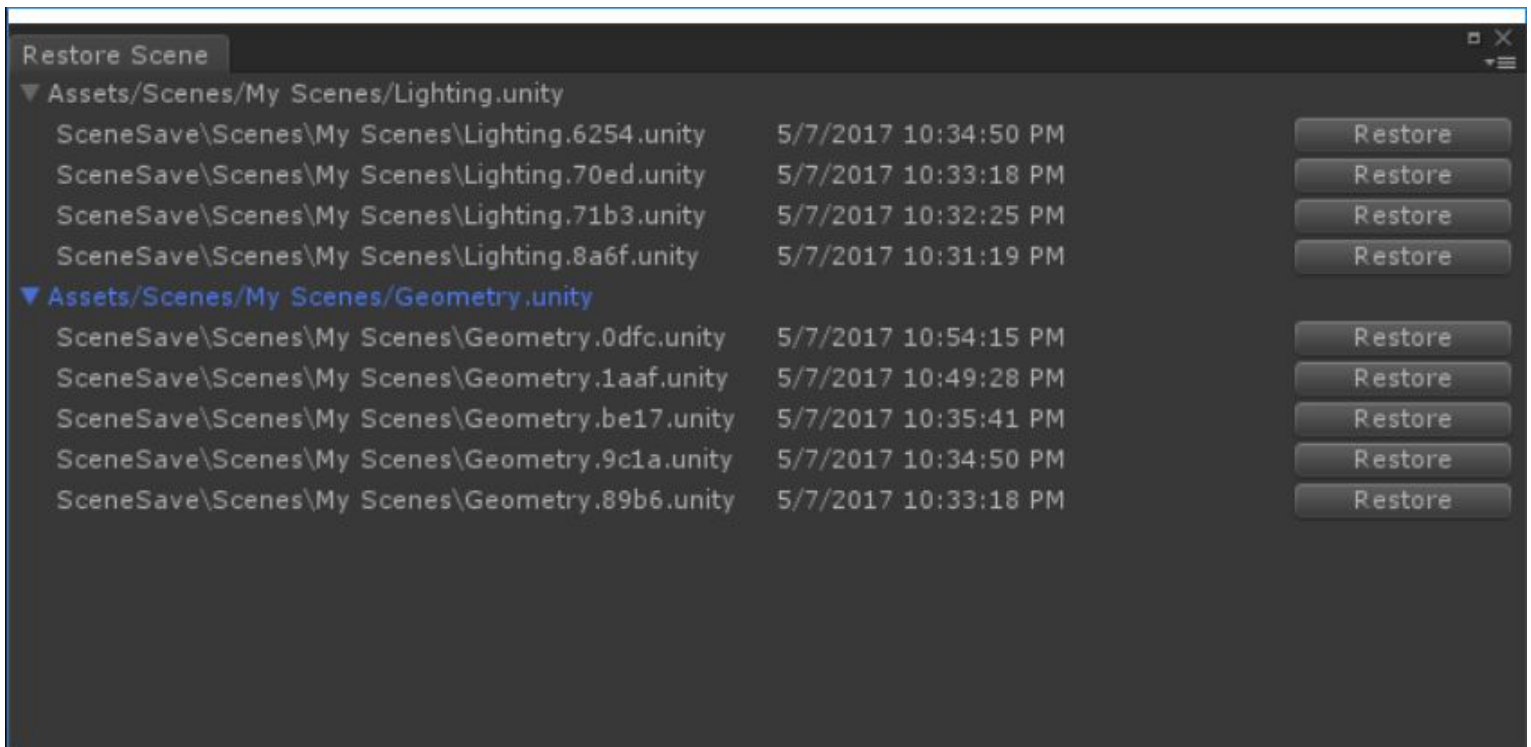 Restore Scene
Assets/Scenes/My Scenes/Lighting.unity
SceneSave\Scenes\My Scenes\Lighting.6254.unity 5/7/2017 10:34:50 PM Restore
SceneSave\Scenes\My Scenes\Lighting.70ed.unity 5/7/2017 10:33:18 PM Restore
SceneSave\Scenes\My Scenes\Lighting.71b3.unity 5/7/2017 10:32:25 PM Restore
SceneSave\Scenes\My Scenes\Lighting.8a6f.unity 5/7/2017 10:31:19 PM Restore
Assets/Scenes/My Scenes/Geometry.unity
SceneSave\Scenes\My Scenes\Geometry.0dfc.unity 5/7/2017 10:54:15 PM Restore
SceneSave\Scenes\My Scenes\Geometry.1aaf.unity 5/7/2017 10:49:28 PM Restore
SceneSave\Scenes\My Scenes\Geometry.be17.unity 5/7/2017 10:35:41 PM Restore
SceneSave\Scenes\My Scenes\Geometry.9c1a.unity 5/7/2017 10:34:50 PM Restore
SceneSave\Scenes\My Scenes\Geometry.89b6.unity 5/7/2017 10:33:18 PM Restore